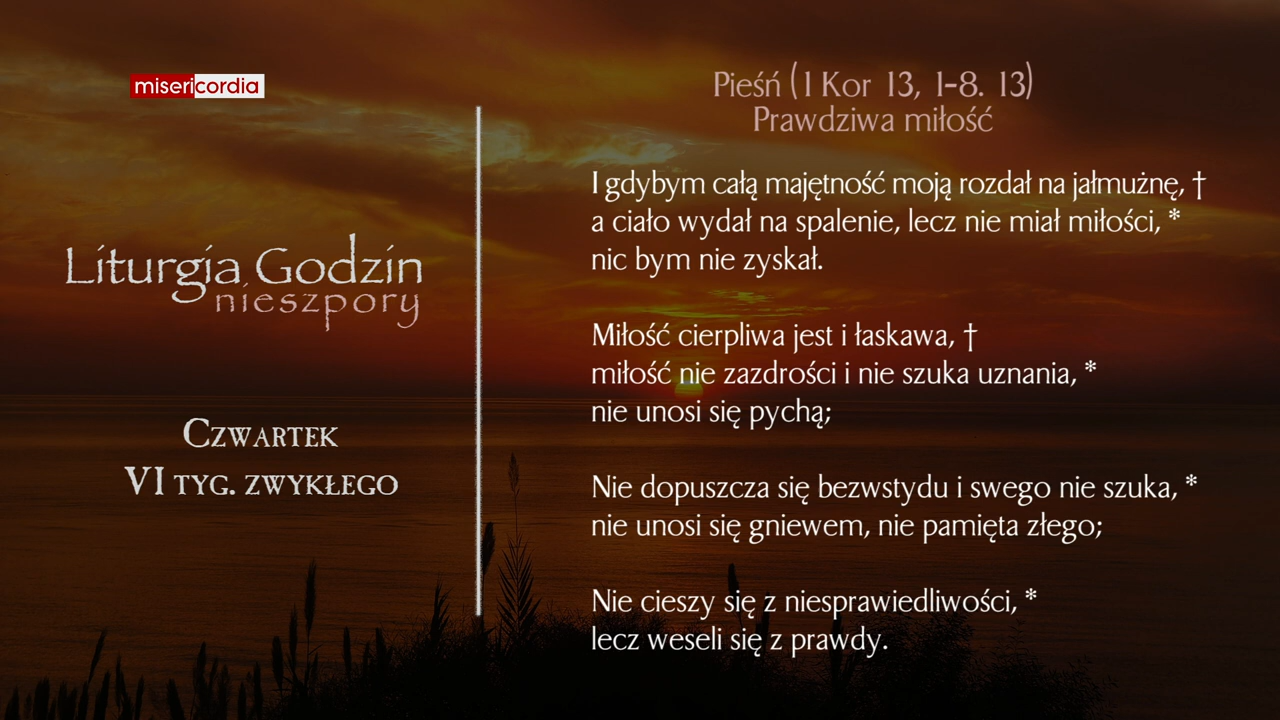 misericordia
Liturgia Godzin
nieszpory
Czwartek
VI tyg. zwykłego
Pieśń (1 Kor 13, 1-8. 13)
Prawdziwa miłość
I gdybym całą majętność moją rozdał na jałmużnę, †
a ciało wydał na spalenie, lecz nie miał miłości, *
nic bym nie zyskał.
Miłość cierpliwa jest i łaskawa, †
miłość nie zazdrości i nie szuka uznania, *
nie unosi się pychą;
Nie dopuszcza się bezwstydu i swego nie szuka, *
nie unosi się gniewem, nie pamięta złego;
Nie cieszy się z niesprawiedliwości, *
lecz weseli się z prawdy.